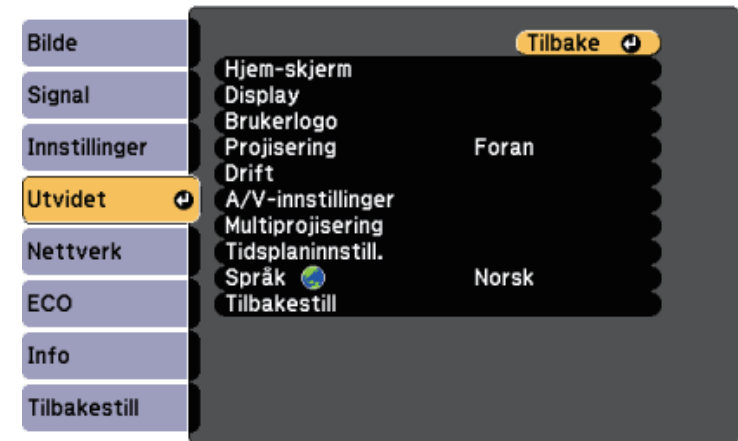 Bilde
Signal
Innstillinger
Utvidet
Nettverk
ECO
Info
Tilbakestill
Tilbake
Hjem-skjerm
Display
Brukerlogo
Projisering Foran
Drift
A/V-innstillinger
Multiprojisering
Tidsplaninnstill.
Språk Norsk
Tilbakestill